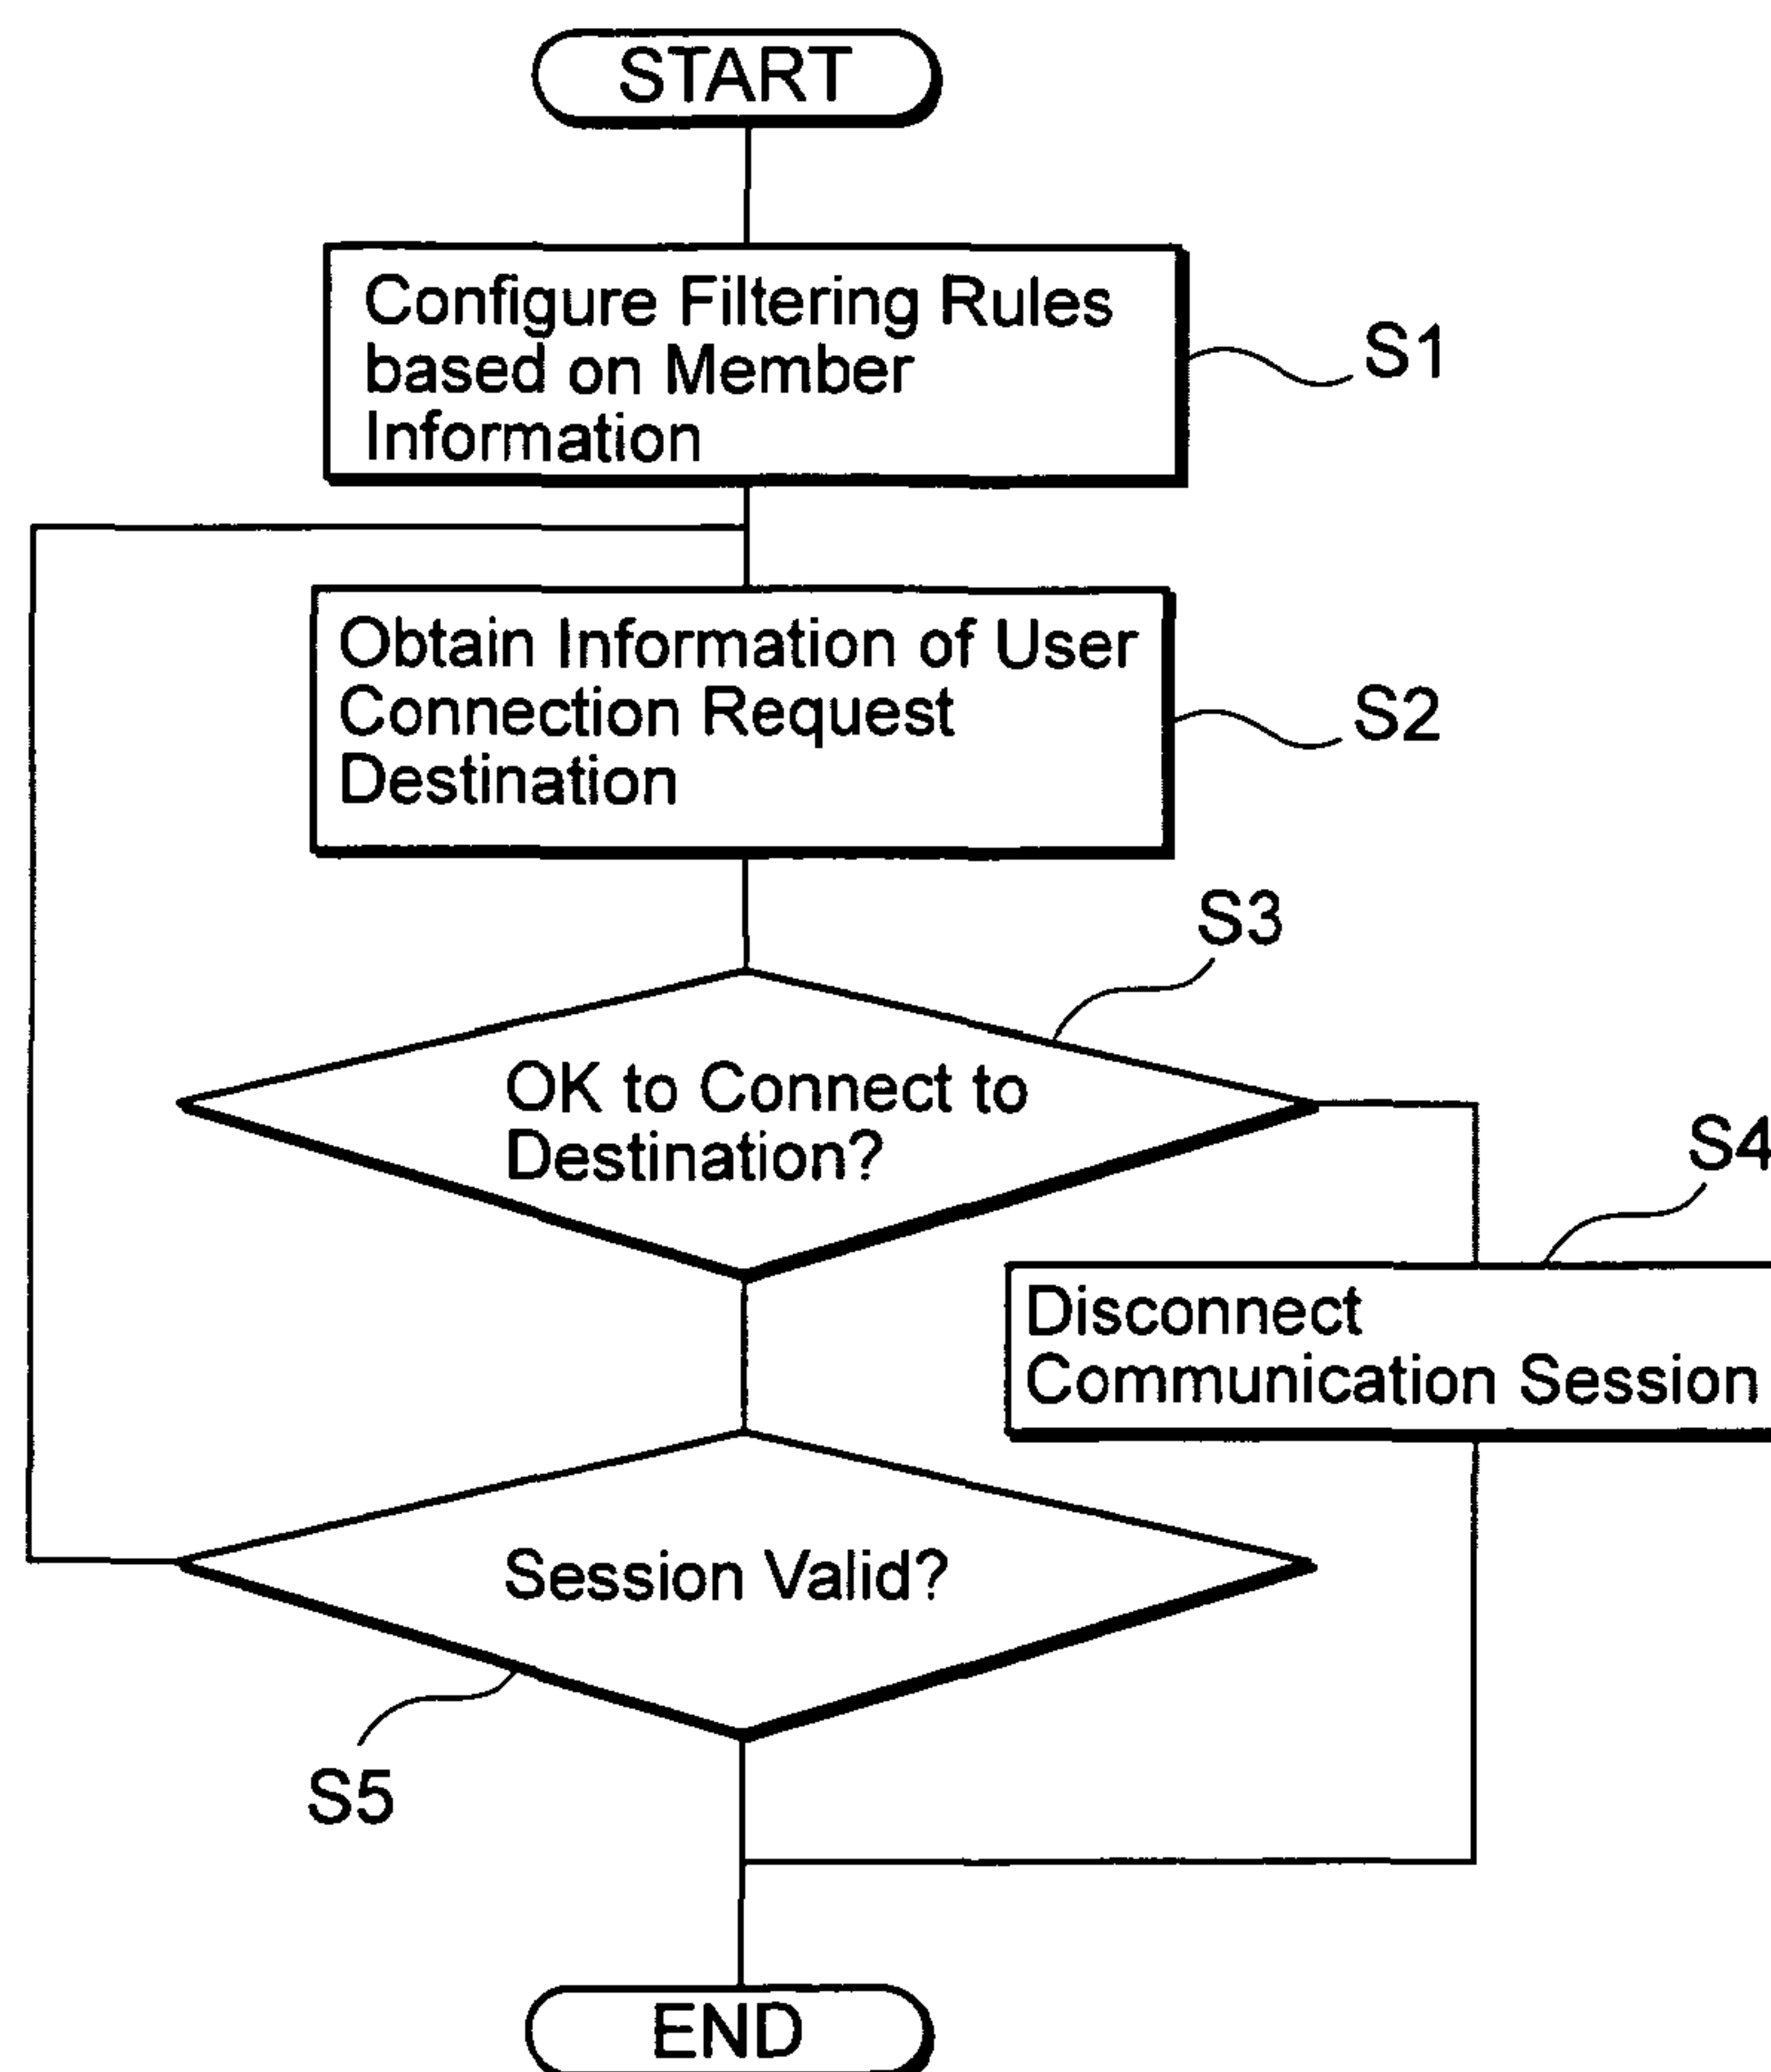 START
Configure Filtering Rules
based on Member
Information
S1
Obtain Information of User
Connection Request
Destination
S2
S3
OK to Connect to
Destination?
S4
Disconnect
Communication Session
Session Valid?
S5
END